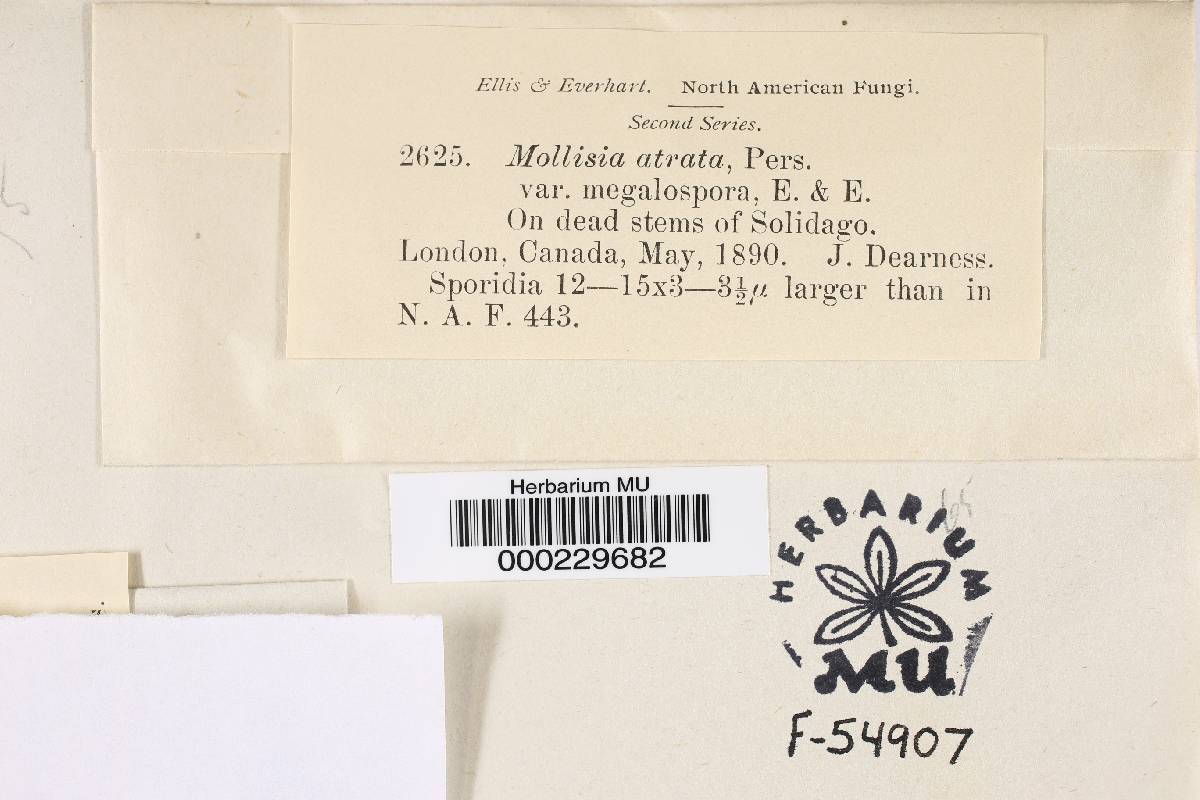 Ellis & Everhart. North American Fungi.
Second Series.
2625. Mollisia atrata, Pers.
var. megalospora, E. & E.
On dead stems of Solidago.
London, Canada, May, 1890. J. Dearness.
Sporidia 12—15x3—3½µ larger than in
N. A. F. 443.
Herbarium MU
000229682
HERBARIUM
MU
F-54907